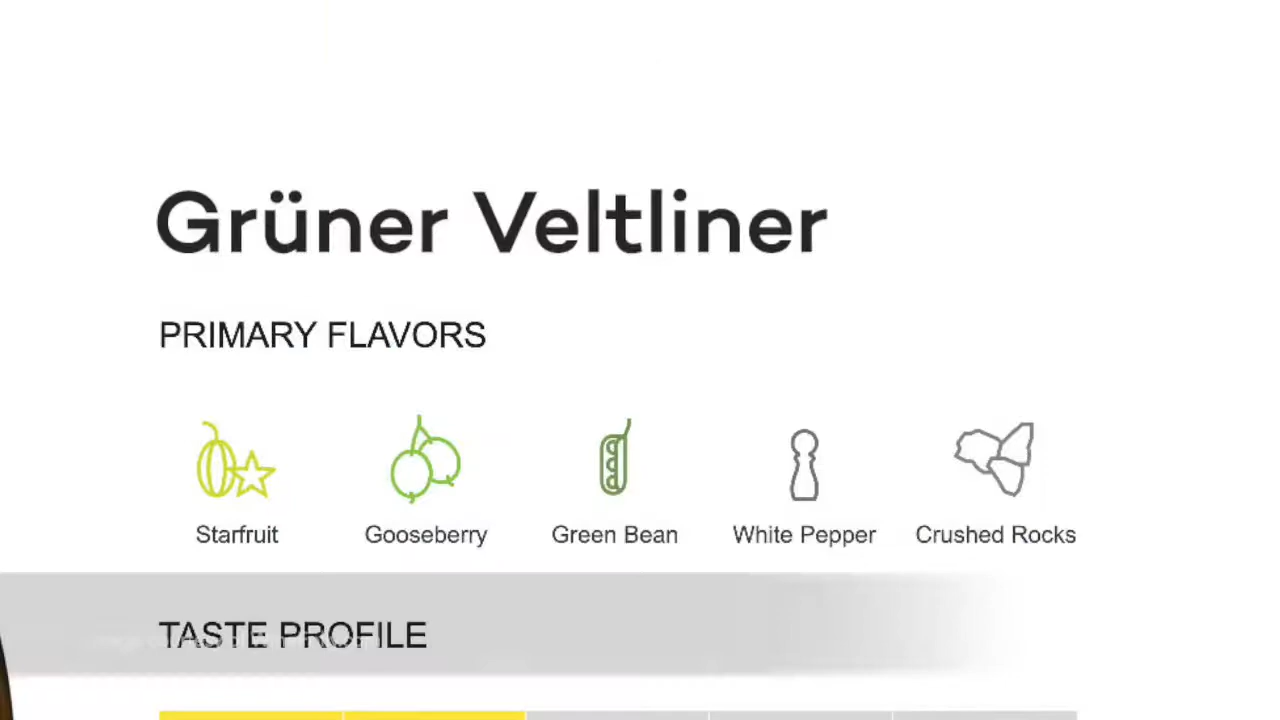 Grüner Veltliner
PRIMARY FLAVORS
Starfruit Gooseberry Green Bean White Pepper Crushed Rocks
TASTE PROFILE